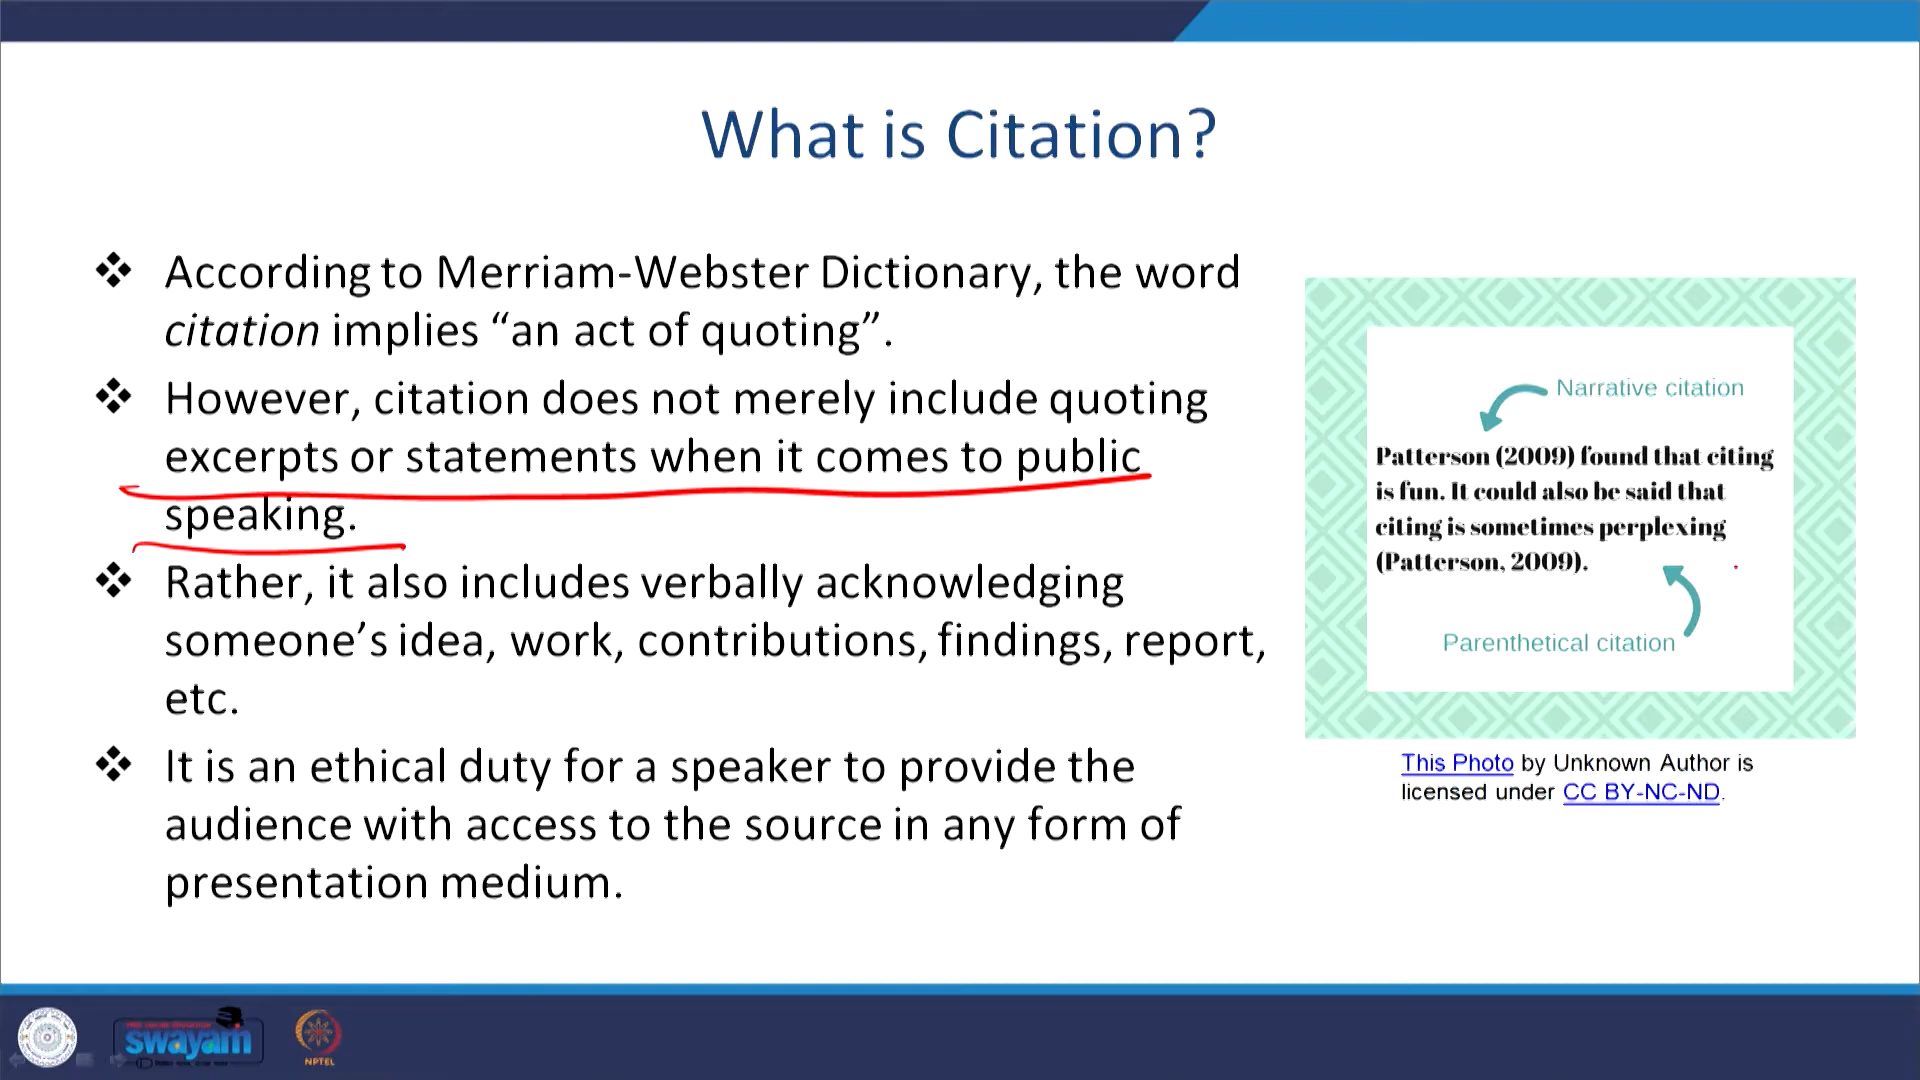 What is Citation?
❖ According to Merriam-Webster Dictionary, the word
citation implies “an act of quoting”.
❖ However, citation does not merely include quoting
excerpts or statements when it comes to public
speaking.
❖ Rather, it also includes verbally acknowledging
someone’s idea, work, contributions, findings, report,
etc.
❖ It is an ethical duty for a speaker to provide the
audience with access to the source in any form of
presentation medium.
Narrative citation
Patterson (2009) found that citing
is fun. It could also be said that
citing is sometimes perplexing
(Patterson, 2009).
Parenthetical citation
This Photo by Unknown Author is
licensed under CC BY-NC-ND.
swayam
NPTEL